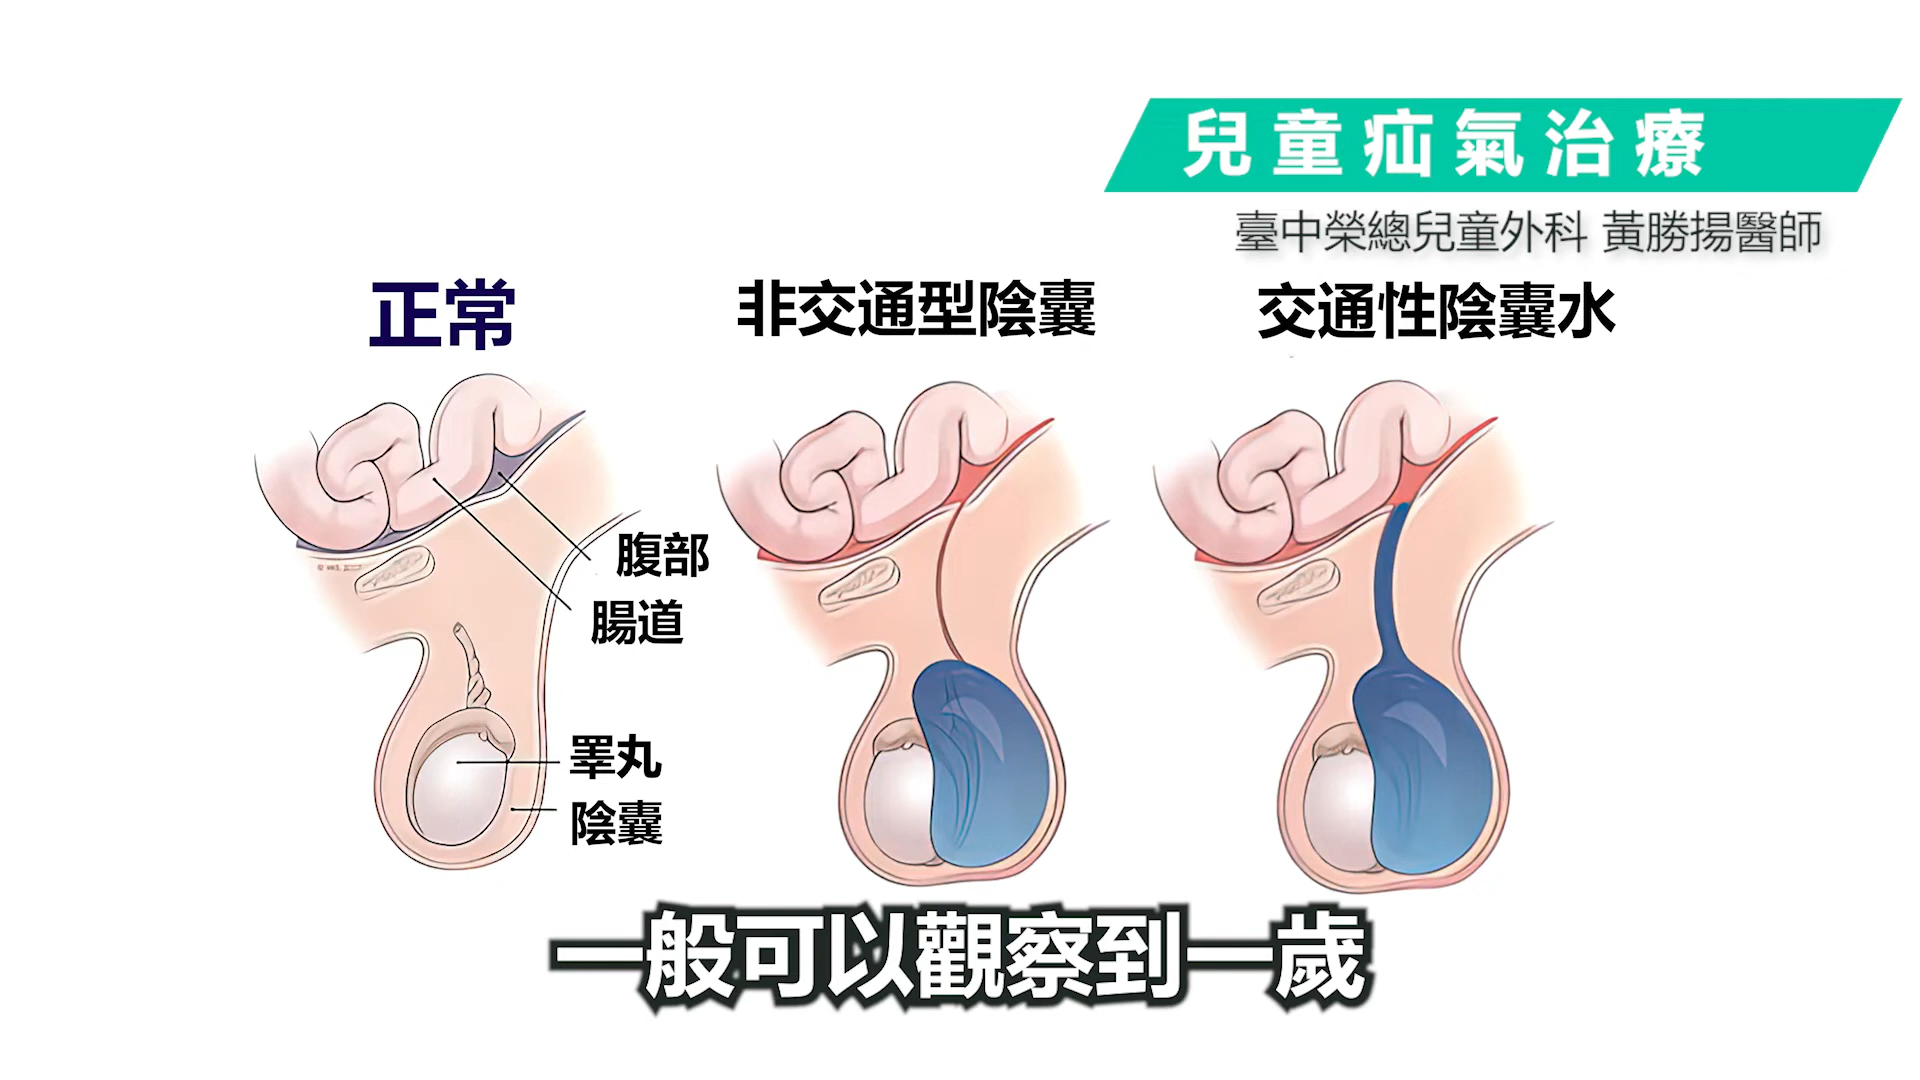 兒童疝氣治療
臺中榮總兒童外科 黃勝揚醫師
正常
非交通型陰囊
交通性陰囊水
腹部
腸道
睪丸
陰囊
一般可以觀察到一歲